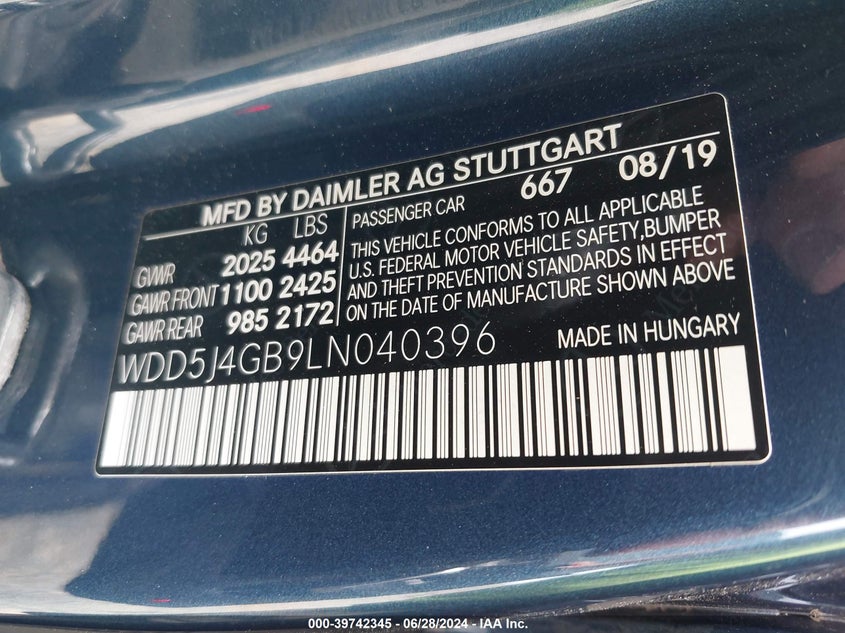 MFD BY DAIMLER AG STUTTGART
KG LBS
GVWR 2025 4464
GAWR FRONT 1100 2425
GAWR REAR 985 2172
PASSENGER CAR 667 08/19
THIS VEHICLE CONFORMS TO ALL APPLICABLE
U.S. FEDERAL MOTOR VEHICLE SAFETY,BUMPER
AND THEFT PREVENTION STANDARDS IN EFFECT
ON THE DATE OF MANUFACTURE SHOWN ABOVE
WDD5J4GB9LN040396
MADE IN HUNGARY
000-39742345 - 06/28/2024 - IAA Inc.